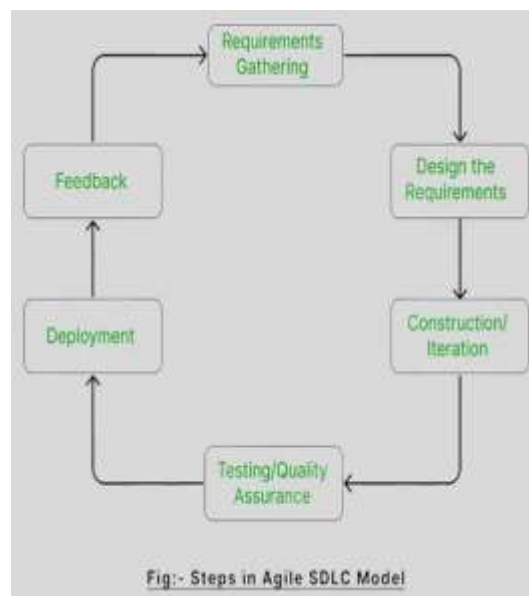 Requirements
Gathering
Design the
Requirements
Construction/
Iteration
Testing/Quality
Assurance
Deployment
Feedback
Fig:- Steps in Agile SDLC Model